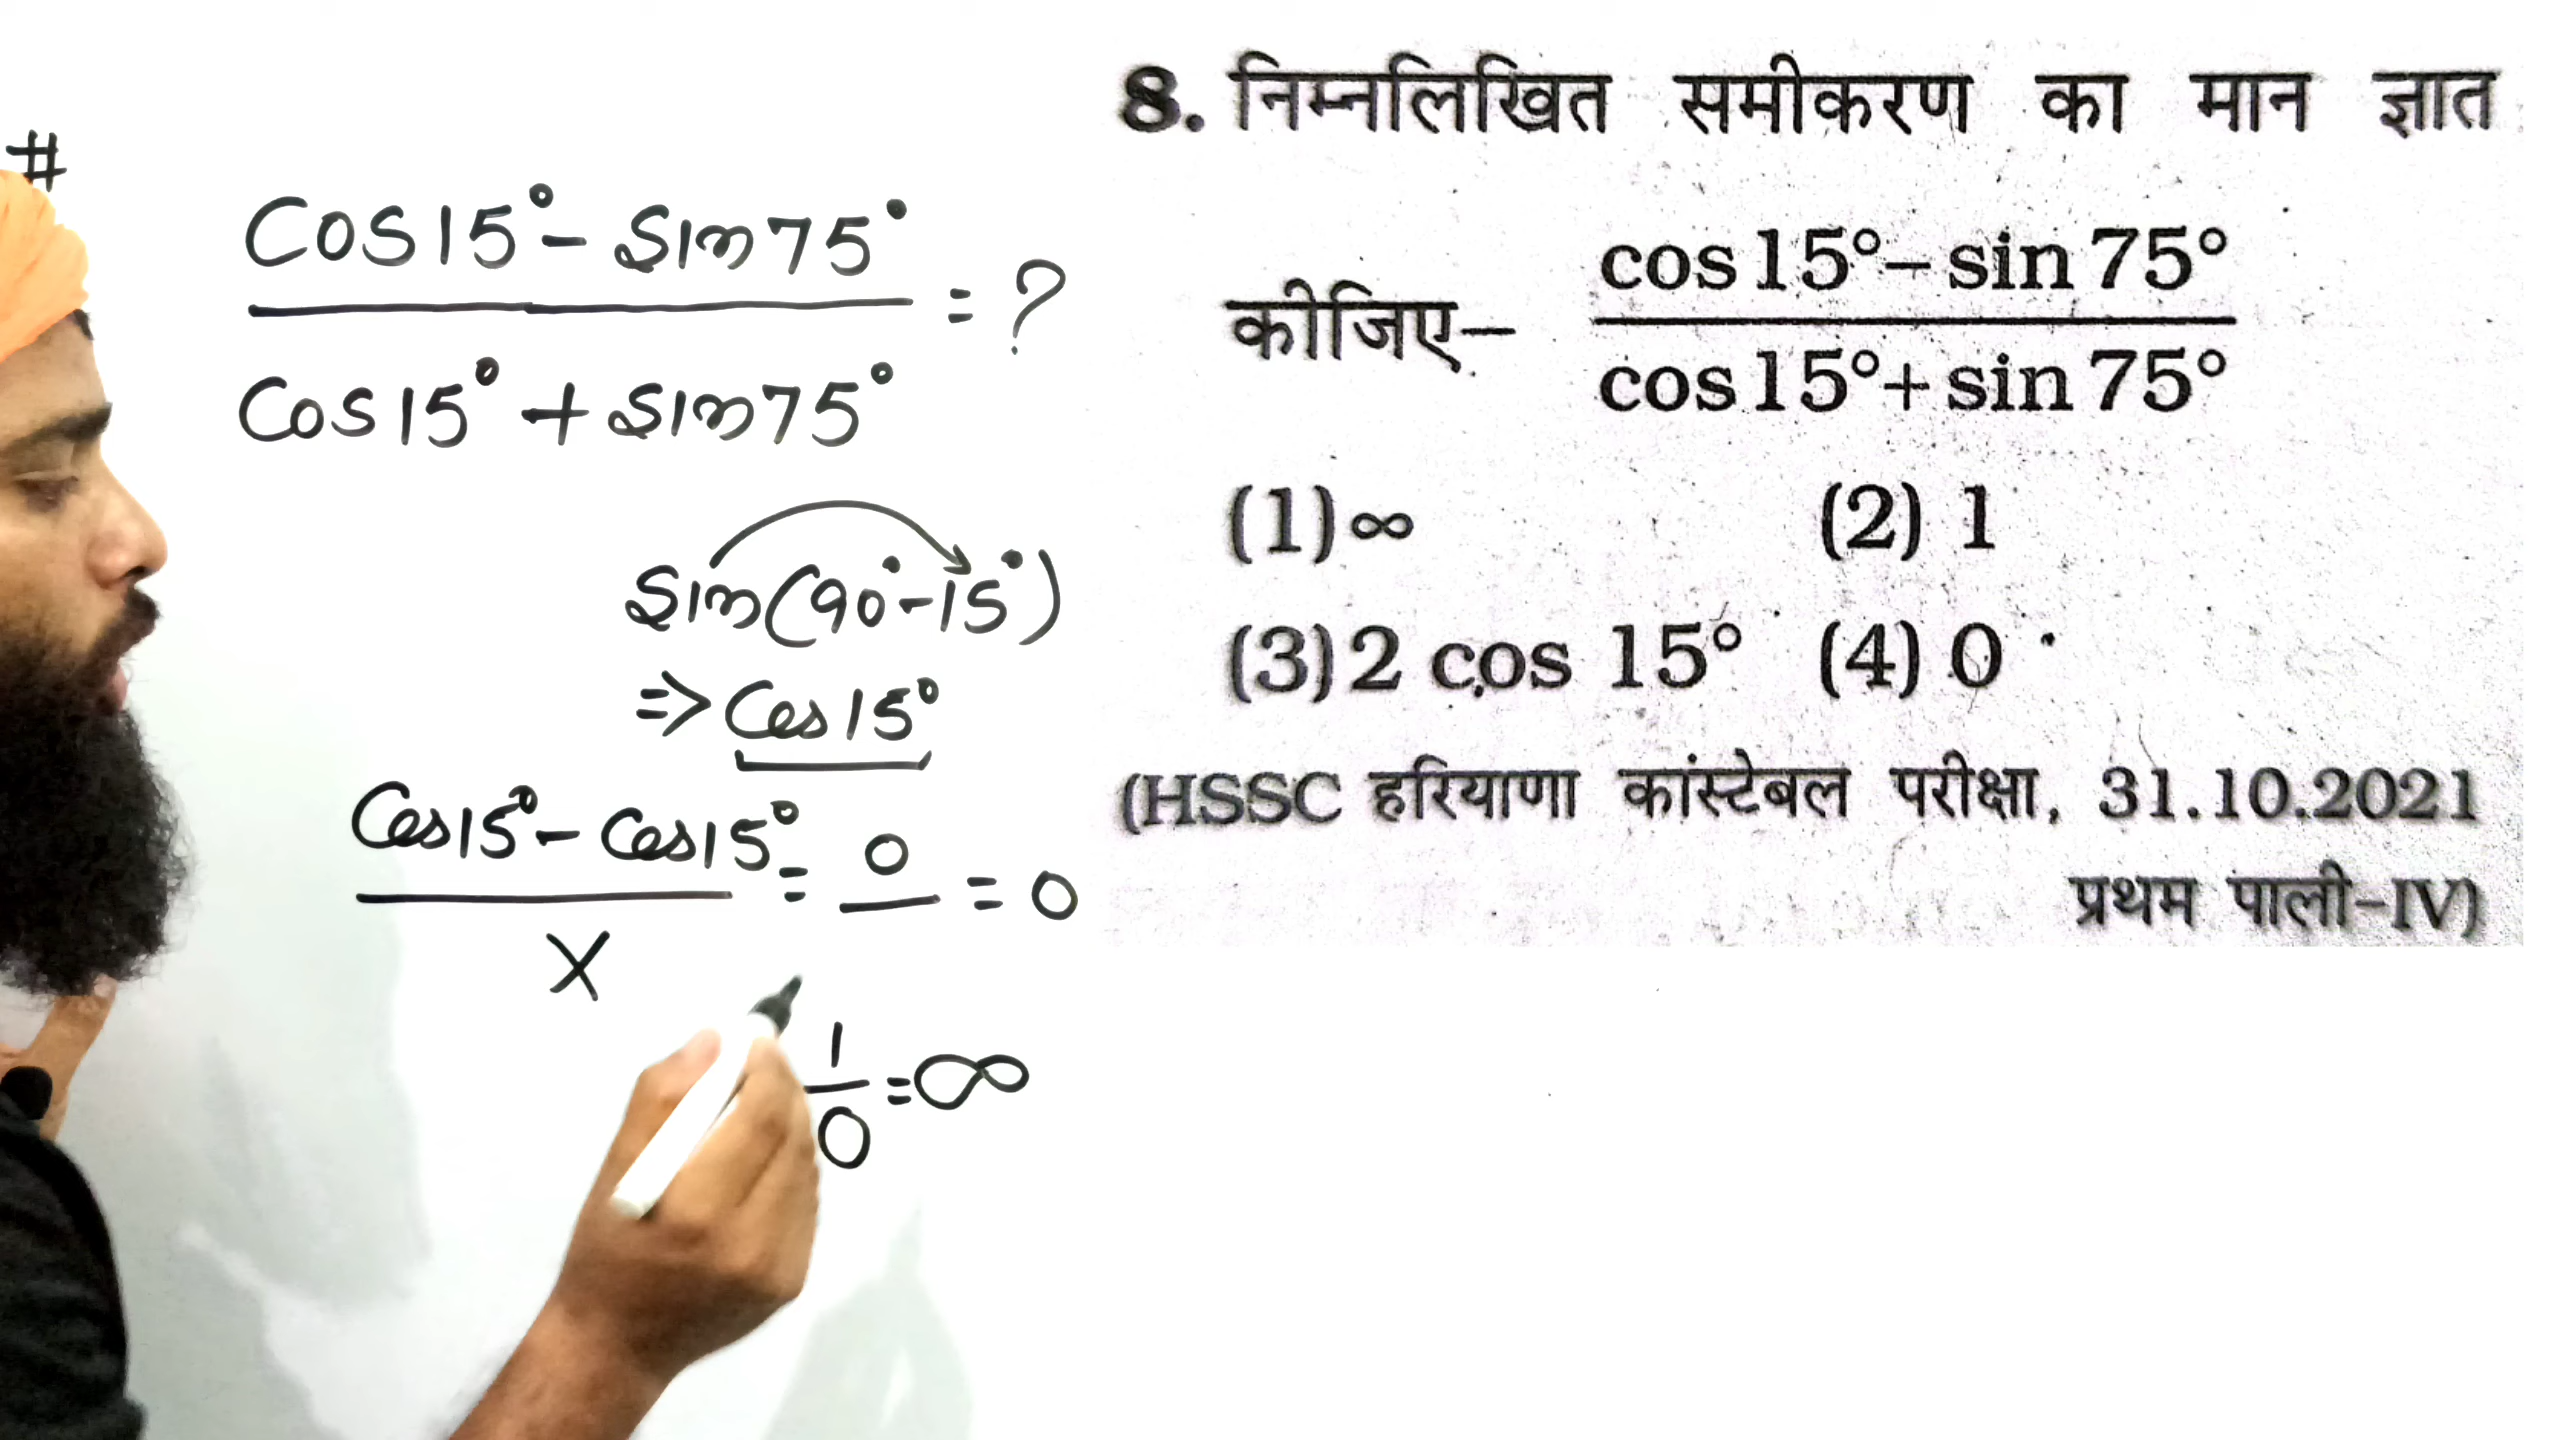 #
Cos15° - Sin75°
Cos15° + Sin75°
= ?
Sin(90° - 15°)
=> Cos15°
Cos15° - Cos15° = 0 = 0
X
1
0
= ∞
8. निम्नलिखित समीकरण का मान ज्ञात
कीजिए–
cos 15° – sin 75°
cos 15° + sin 75°
(1) ∞ (2) 1
(3) 2 cos 15° (4) 0
(HSSC हरियाणा कांस्टेबल परीक्षा, 31.10.2021
प्रथम पाली–IV)